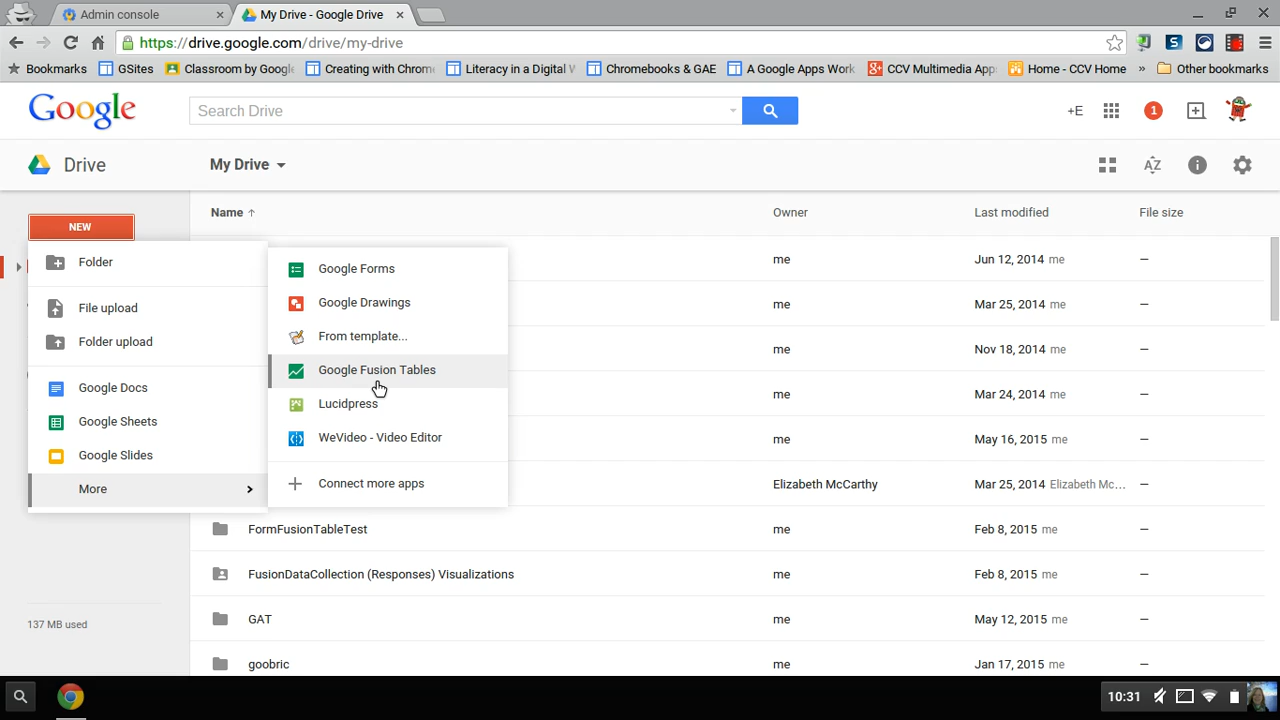 Admin console
My Drive - Google Drive
https://drive.google.com/drive/my-drive
Bookmarks GSites Classroom by Google Creating with Chrome Literacy in a Digital W Chromebooks & GAE A Google Apps Work CCV Multimedia App Home - CCV Home » Other bookmarks
Google Search Drive +E 1
Drive My Drive AZ
NEW
Name Owner Last modified File size
Folder
File upload
Folder upload
Google Docs
Google Sheets
Google Slides
More
Google Forms
Google Drawings
From template...
Google Fusion Tables
Lucidpress
WeVideo - Video Editor
Connect more apps
me Jun 12, 2014 me –
me Mar 25, 2014 me –
me Nov 18, 2014 me –
me Mar 24, 2014 me –
me May 16, 2015 me –
Elizabeth McCarthy Mar 25, 2014 Elizabeth Mc... –
FormFusionTableTest me Feb 8, 2015 me –
FusionDataCollection (Responses) Visualizations me Feb 8, 2015 me –
GAT me May 12, 2015 me –
goobric me Jan 17, 2015 me –
137 MB used
10:31